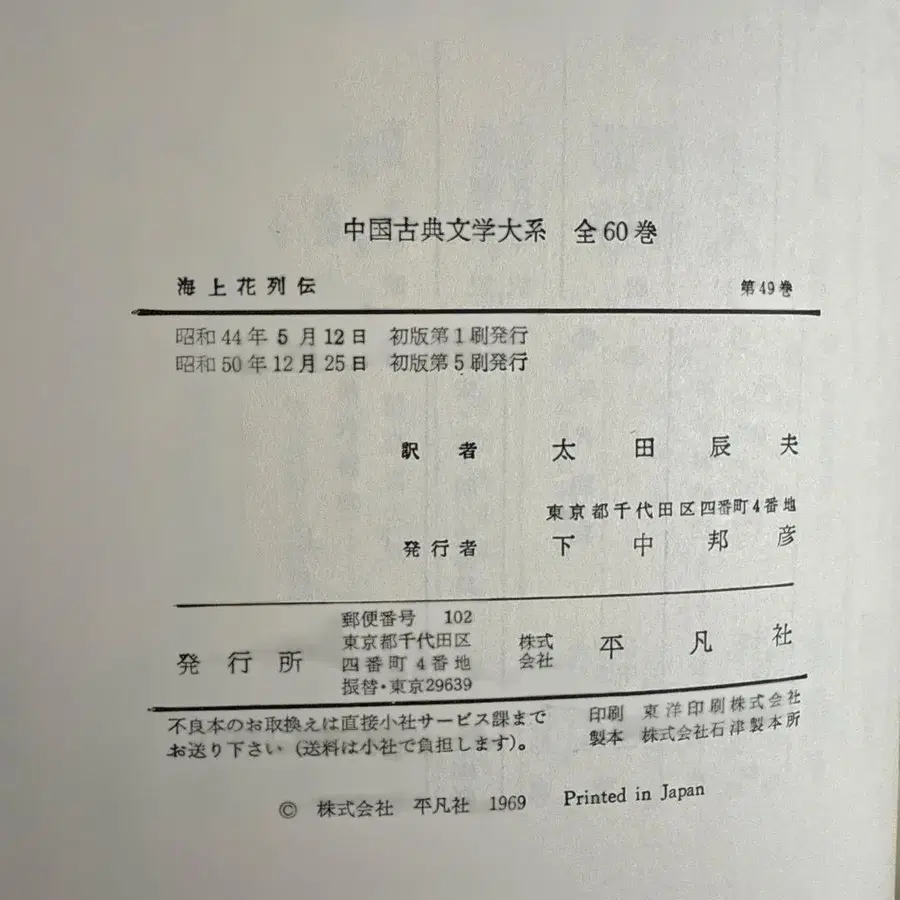 中国古典文学大系 全60巻
海上花列伝 第49巻
昭和44年5月12日 初版第1刷発行
昭和50年12月25日 初版第5刷発行
訳者 太田辰夫
東京都千代田区四番町4番地
発行者 下中邦彦
郵便番号 102
東京都千代田区
四番町4番地
振替・東京29639
発行所 株式会社 平凡社
不良本のお取換えは直接小社サービス課まで
お送り下さい(送料は小社で負担します)。
印刷 東洋印刷株式会社
製本 株式会社石津製本所
© 株式会社 平凡社 1969 Printed in Japan